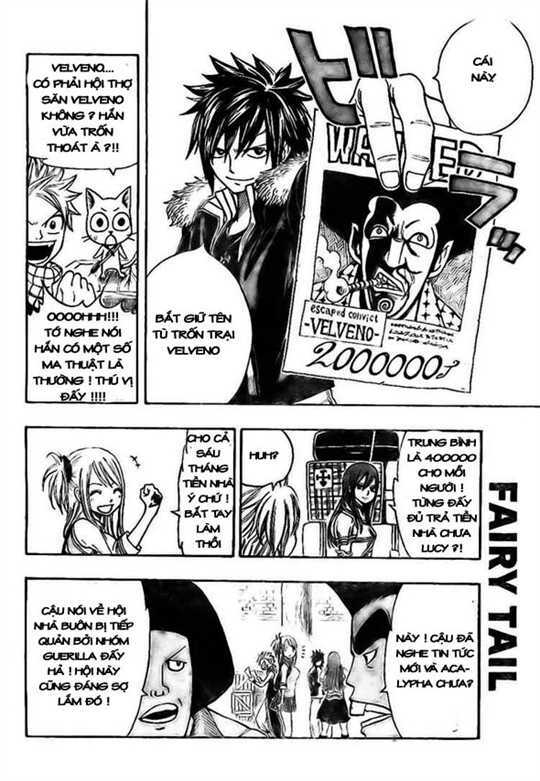 CÁI
NÀY
ビラッ
WANTED
escaped convict
-VELVENO-
2000000J
VELVENO...
CÓ PHẢI HỘI THỢ
SĂN VELVENO
KHÔNG? HẮN
VỪA TRỐN
THOÁT À?!!
BẮT GIỮ TÊN
TÙ TRỐN TRẠI
VELVENO
OOOOHHH!!!
TỚ NGHE NÓI
HẮN CÓ MỘT SỐ
MA THUẬT LẠ
THƯỜNG! THÚ VỊ
ĐẤY !!!!
TRUNG BÌNH
LÀ 400000
CHO MỖI
NGƯỜI!
TỪNG ĐẤY
ĐỦ TRẢ TIỀN
NHÀ CHƯA
LUCY?!
HUH?
CHO CẢ
SÁU
THÁNG
TIỀN NHÀ
Ý CHỨ!
BẮT TAY
LÀM
THÔI
FAIRY TAIL
NÀY! CẬU ĐÃ
NGHE TIN TỨC
MỚI VÀ ACA-
LYPHA CHƯA?
CẬU NÓI VỀ HỘI
NHÀ BUÔN BỊ TIẾP
QUẢN BỞI NHÓM
GUERILLA ĐẤY
HẢ! HỘI NÀY
CŨNG ĐÁNG SỢ
LẮM ĐÓ!